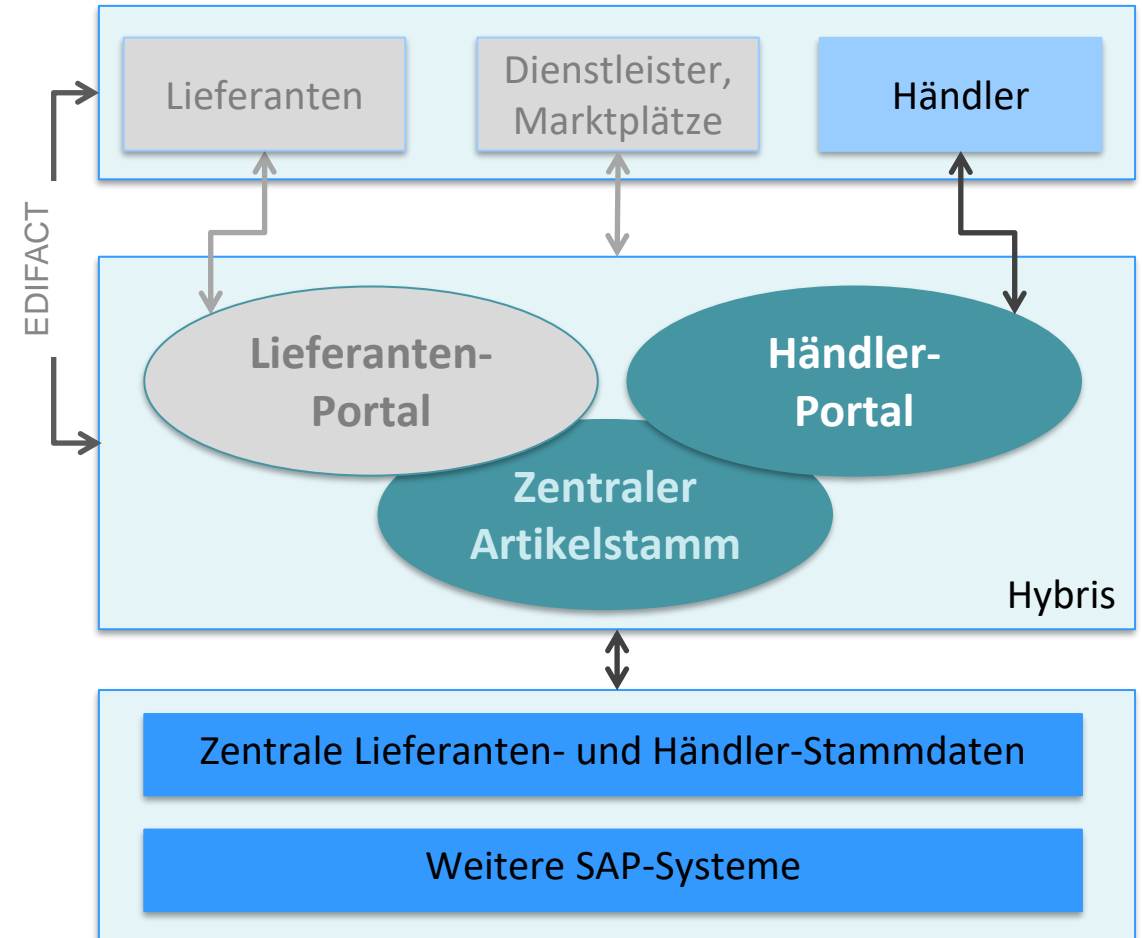 Lieferanten
Dienstleister,
Marktplätze
Händler
EDIFACT
Lieferanten-
Portal
Händler-
Portal
Zentraler
Artikelstamm
Hybris
Zentrale Lieferanten- und Händler-Stammdaten
Weitere SAP-Systeme